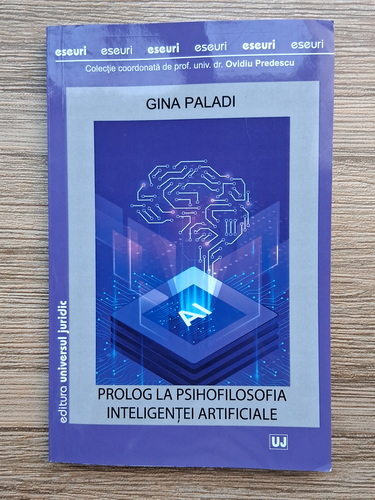 eseuri eseuri eseuri eseuri eseuri eseuri
Colecție coordonată de prof. univ. dr. Ovidiu Predescu
GINA PALADI
AI
PROLOG LA PSIHOFILOSOFIA
INTELIGENȚEI ARTIFICIALE
editura universul juridic
UJ